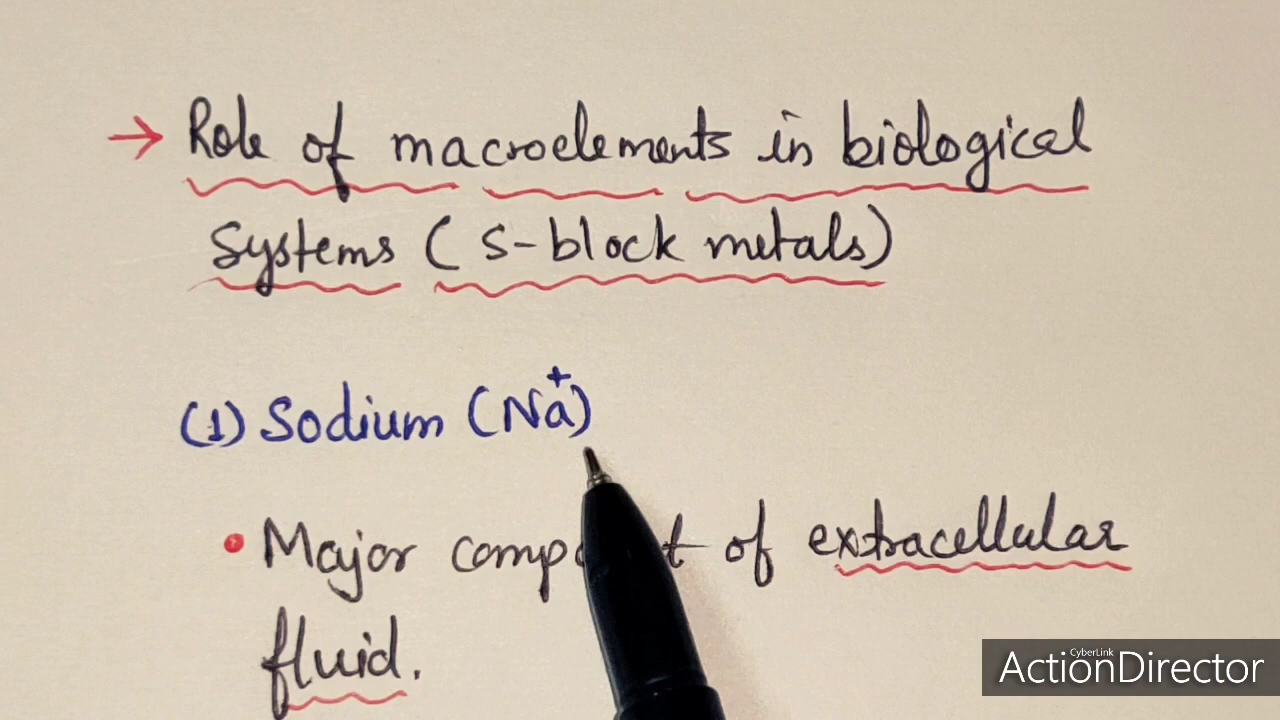 → Role of macroelements in biological
Systems (S-block metals)
(1) Sodium (Na⁺)
• Major comp t of extracellular
fluid.
CyberLink
ActionDirector